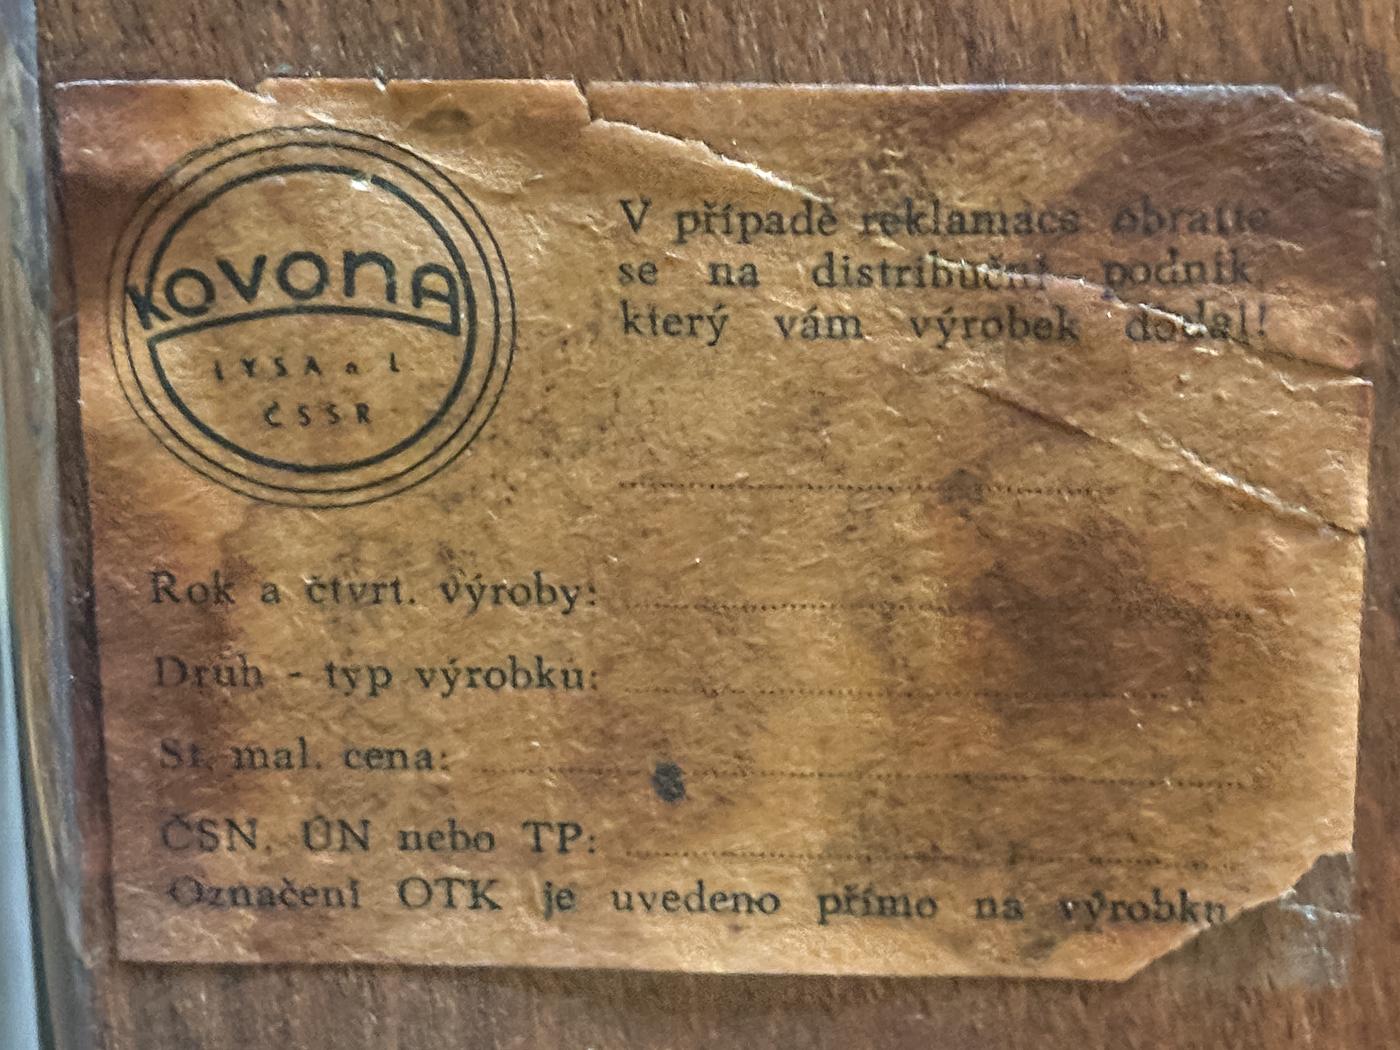 KOVONA
LYSA n L
ČSSR
V případě reklamace obraťte
se na distribuční podnik,
který vám výrobek dodal!
Rok a čtvrt. výroby:
Druh - typ výrobku:
St. mal. cena:
ČSN, ÚN nebo TP:
Označení OTK je uvedeno přímo na výrobku